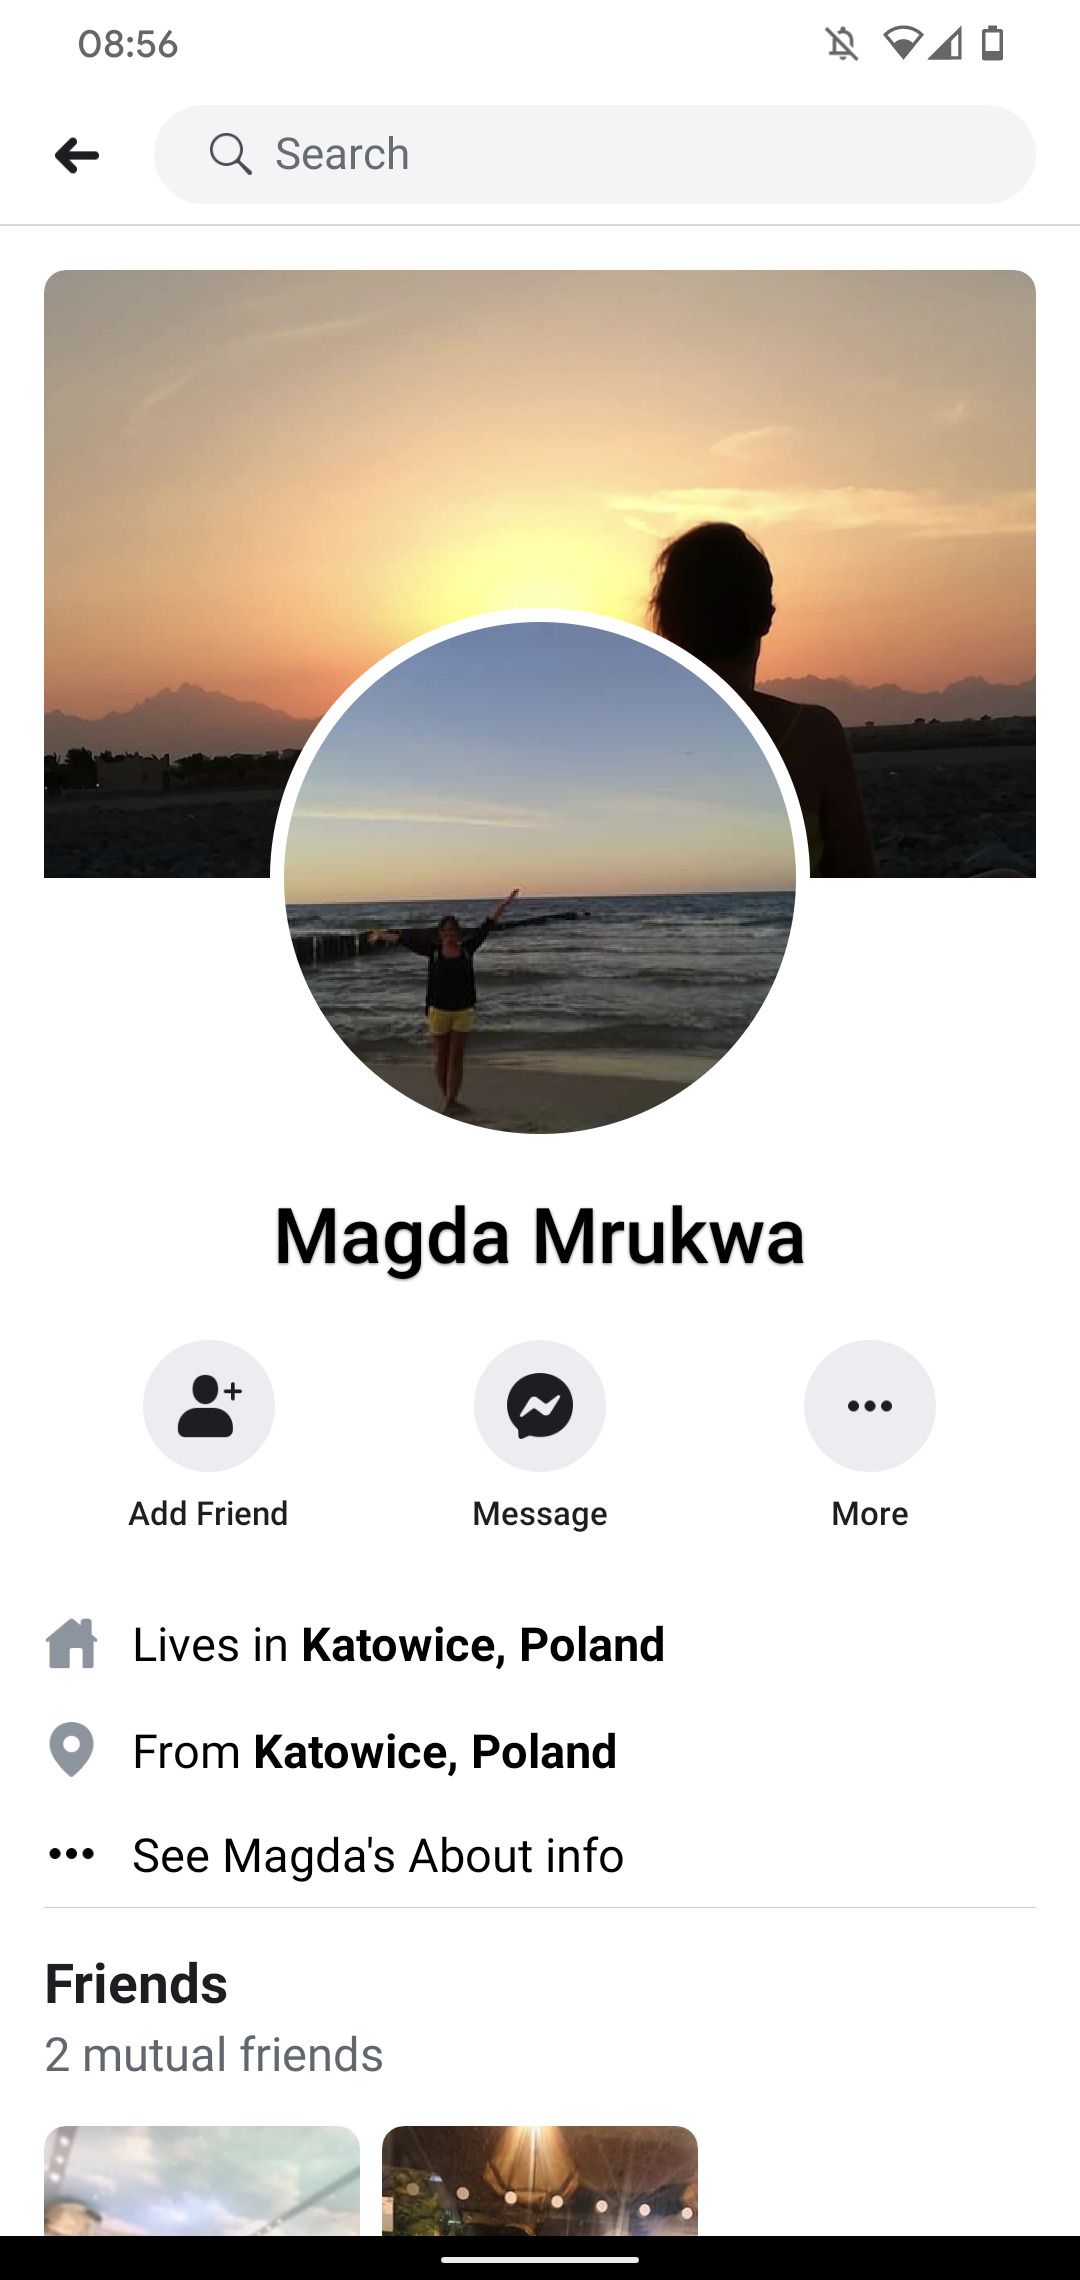 08:56
Search
Magda Mrukwa
Add Friend
Message
More
Lives in Katowice, Poland
From Katowice, Poland
See Magda's About info
Friends
2 mutual friends